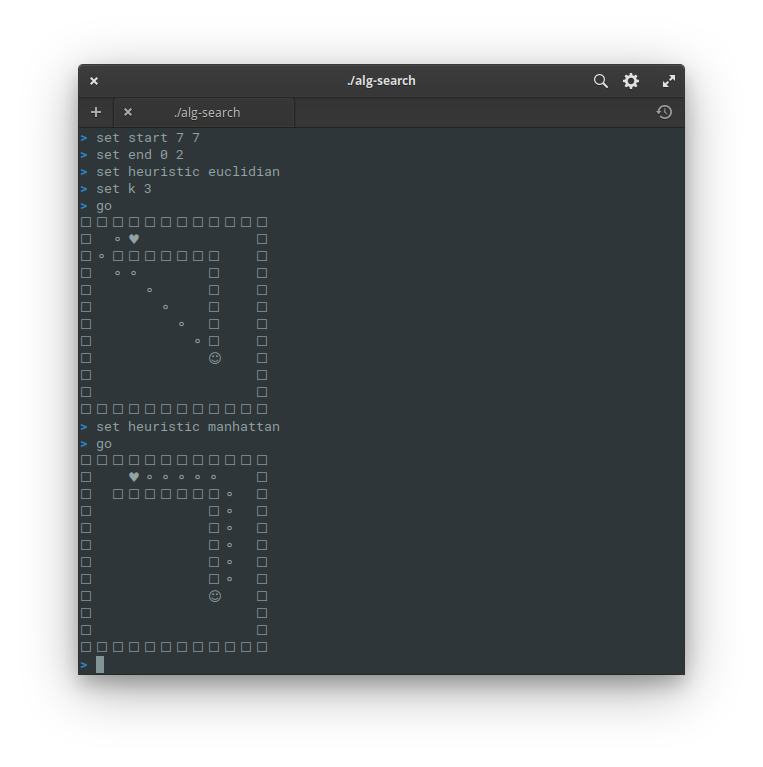 ./alg-search
./alg-search
> set start 7 7
> set end 0 2
> set heuristic euclidian
> set k 3
> go
□ □ □ □ □ □ □ □ □ □ □ □
□   ∘ ♥               □
□ ∘ □ □ □ □ □ □ □     □
□   ∘ ∘         □     □
□       ∘       □     □
□         ∘     □     □
□           ∘   □     □
□             ∘ □     □
□               ☺     □
□                     □
□                     □
□ □ □ □ □ □ □ □ □ □ □ □
> set heuristic manhattan
> go
□ □ □ □ □ □ □ □ □ □ □ □
□     ♥ ∘ ∘ ∘ ∘ ∘     □
□   □ □ □ □ □ □ □ ∘   □
□               □ ∘   □
□               □ ∘   □
□               □ ∘   □
□               □ ∘   □
□               □ ∘   □
□               ☺     □
□                     □
□                     □
□ □ □ □ □ □ □ □ □ □ □ □
>